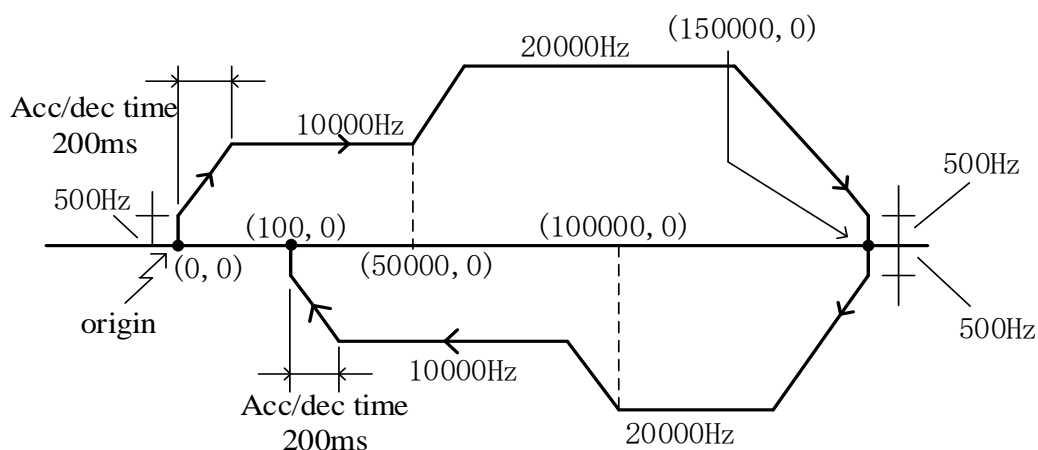 20000Hz
(150000,0)
Acc/dec time
200ms
10000Hz
500Hz
500Hz
(100,0)
(100000,0)
(0,0)
(50000,0)
origin
500Hz
10000Hz
Acc/dec time
200ms
20000Hz